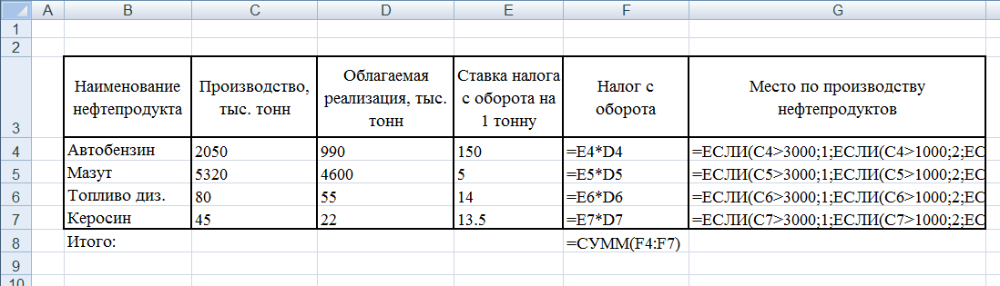 A B C D E F G
1
2
3 Наименование нефтепродукта Производство, тыс. тонн Облагаемая реализация, тыс. тонн Ставка налога с оборота на 1 тонну Налог с оборота Место по производству нефтепродуктов
4 Автобензин 2050 990 150 =E4*D4 =ЕСЛИ(C4>3000;1;ЕСЛИ(C4>1000;2;ЕС
5 Мазут 5320 4600 5 =E5*D5 =ЕСЛИ(C5>3000;1;ЕСЛИ(C5>1000;2;ЕС
6 Топливо диз. 80 55 14 =E6*D6 =ЕСЛИ(C6>3000;1;ЕСЛИ(C6>1000;2;ЕС
7 Керосин 45 22 13.5 =E7*D7 =ЕСЛИ(C7>3000;1;ЕСЛИ(C7>1000;2;ЕС
8 Итого: =СУММ(F4:F7)
9
10